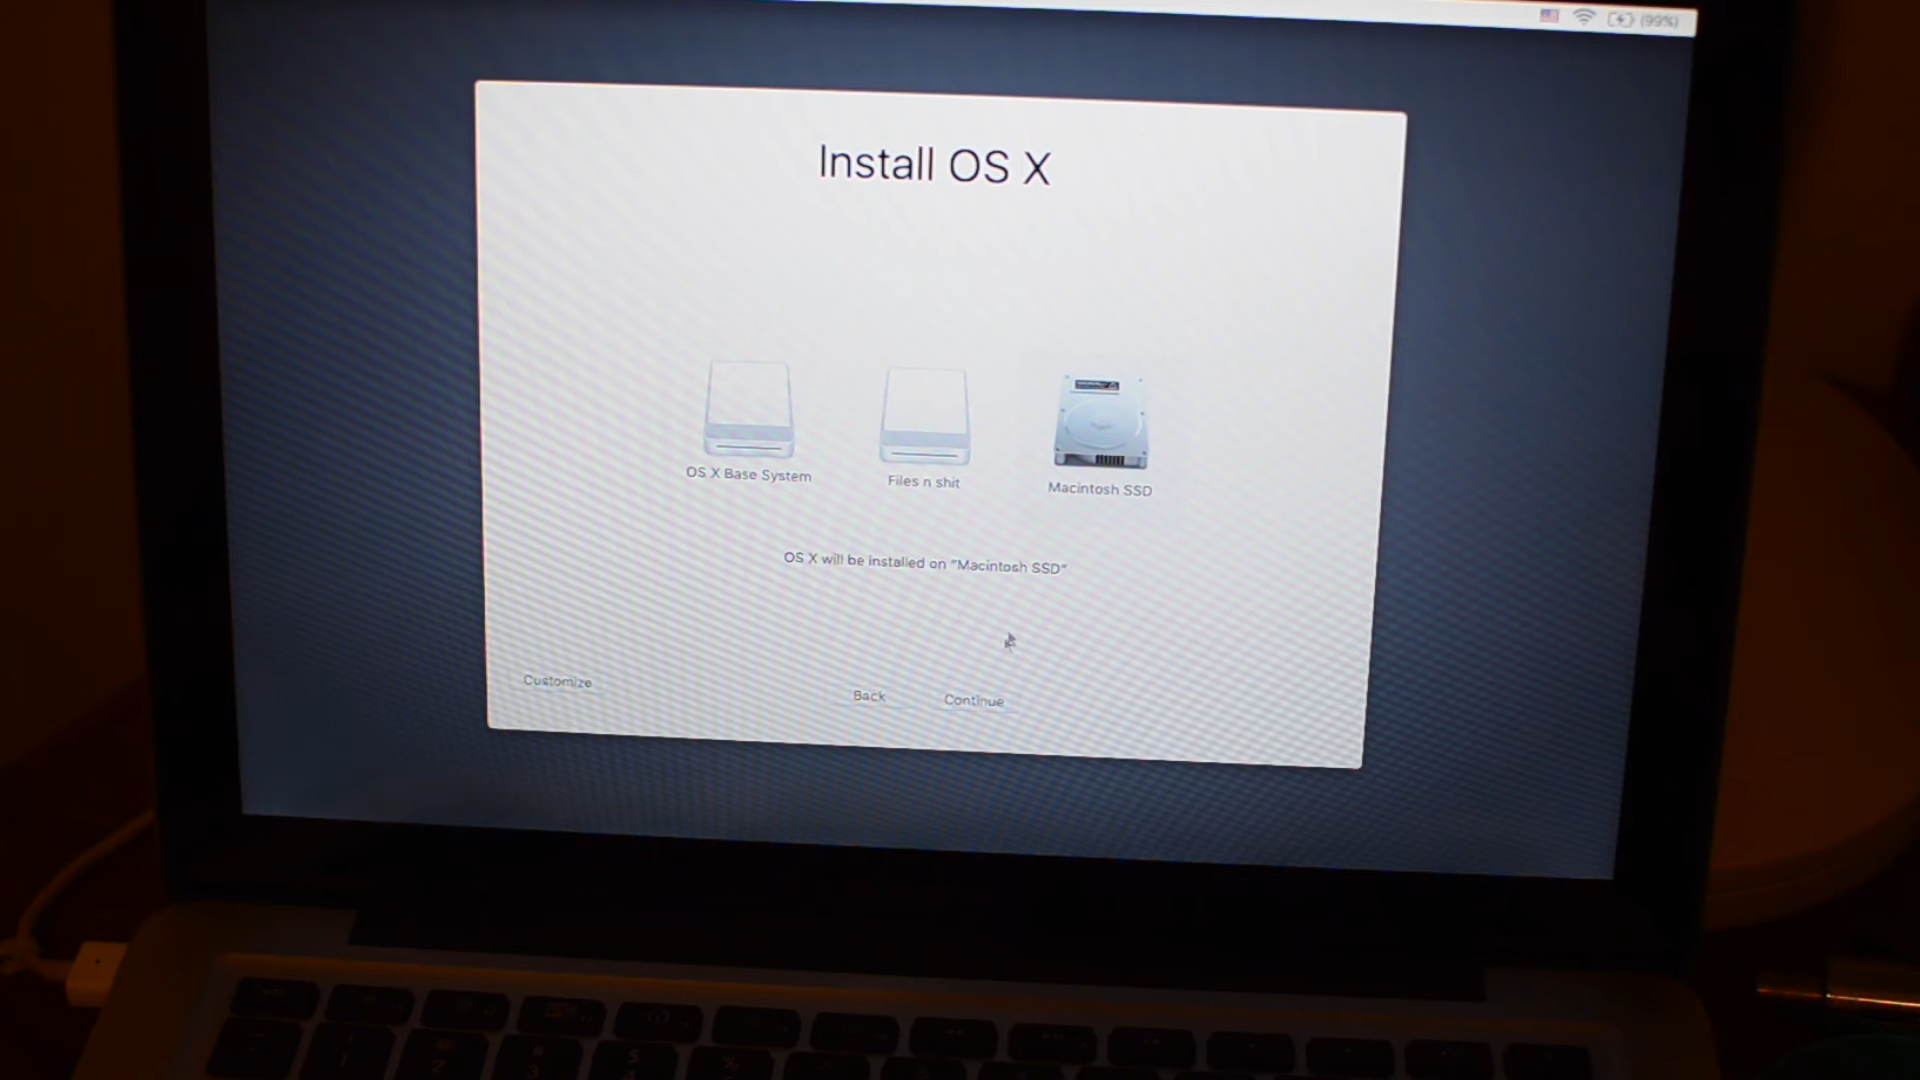 (99%)
Install OS X
OS X Base System
Files n shit
Macintosh SSD
OS X will be installed on "Macintosh SSD"
Customize
Back
Continue